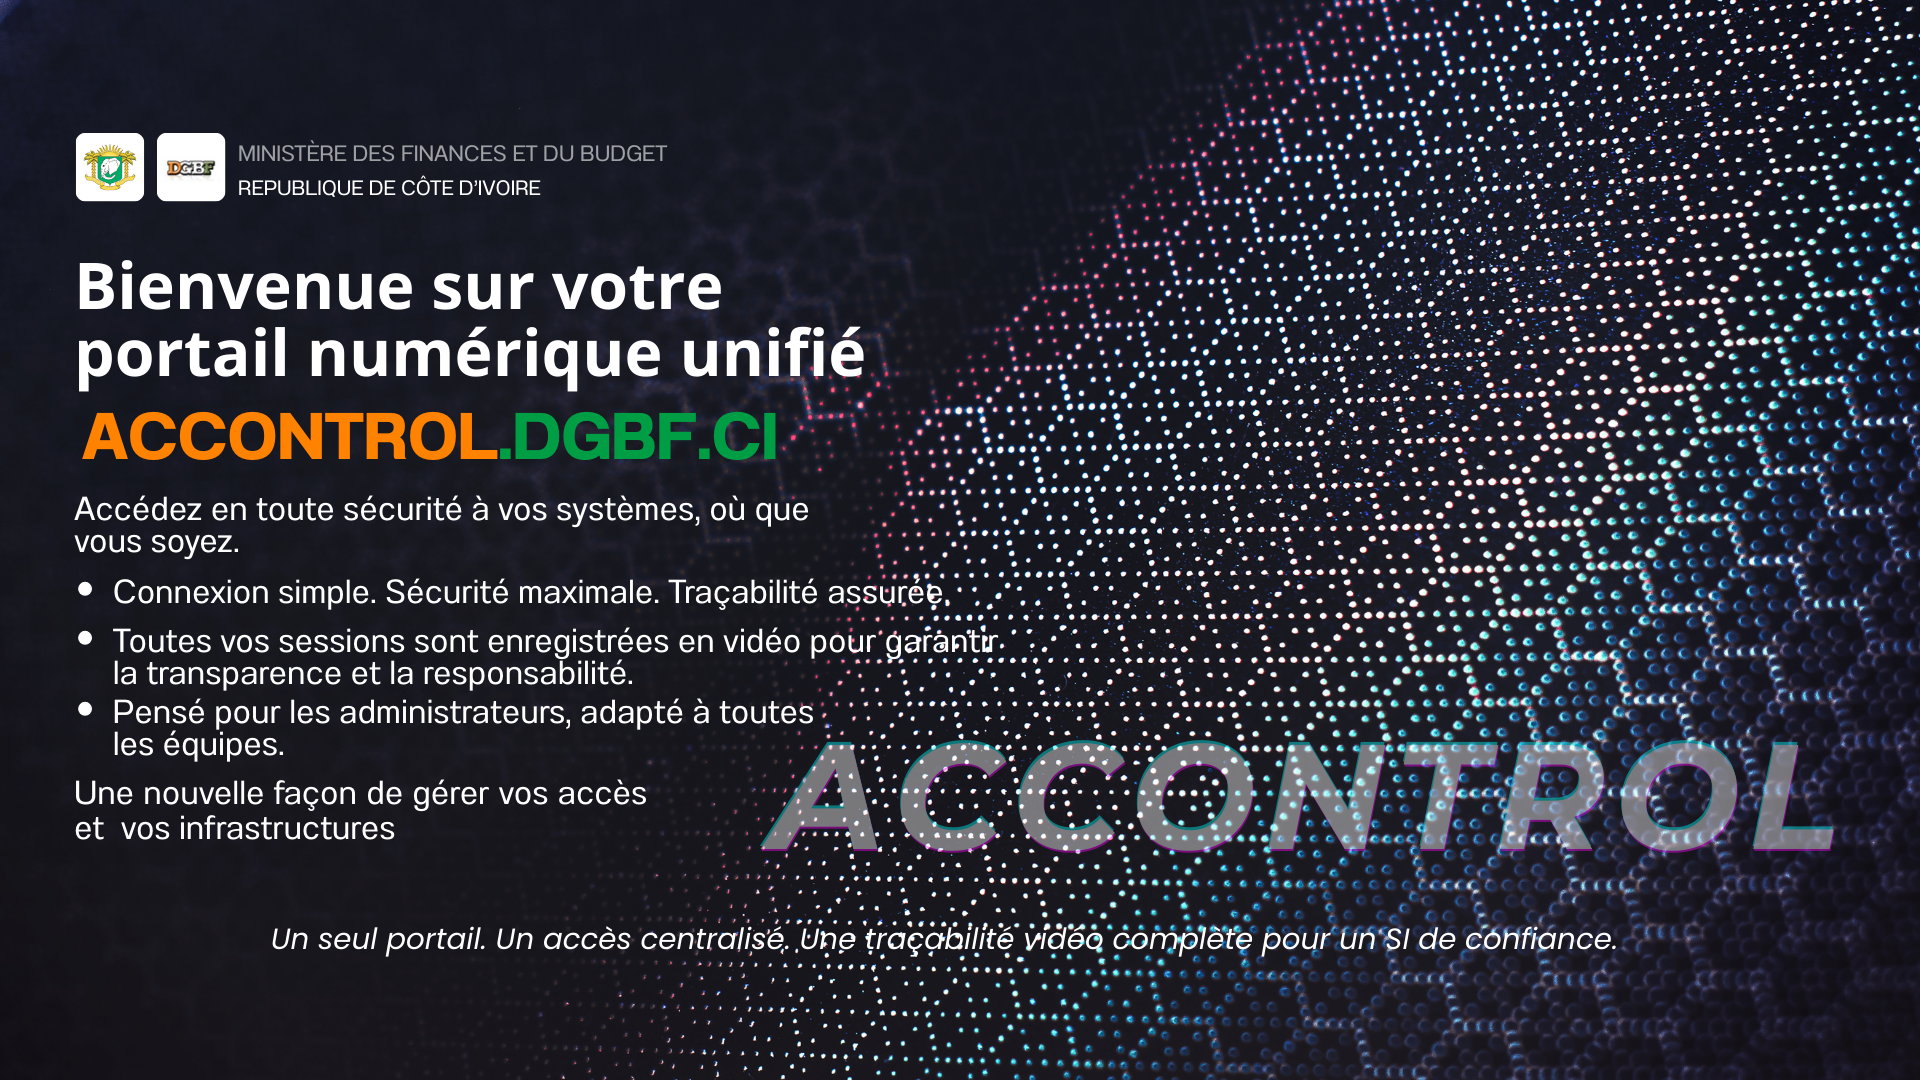 DGBF
MINISTÈRE DES FINANCES ET DU BUDGET
REPUBLIQUE DE CÔTE D'IVOIRE
Bienvenue sur votre
portail numérique unifié
ACCONTROL.DGBF.CI
Accédez en toute sécurité à vos systèmes, où que
vous soyez.
• Connexion simple. Sécurité maximale. Traçabilité assurée.
• Toutes vos sessions sont enregistrées en vidéo pour garantir
la transparence et la responsabilité.
• Pensé pour les administrateurs, adapté à toutes
les équipes.
Une nouvelle façon de gérer vos accès
et vos infrastructures
ACCONTROL
Un seul portail. Un accès centralisé. Une traçabilité vidéo complète pour un SI de confiance.